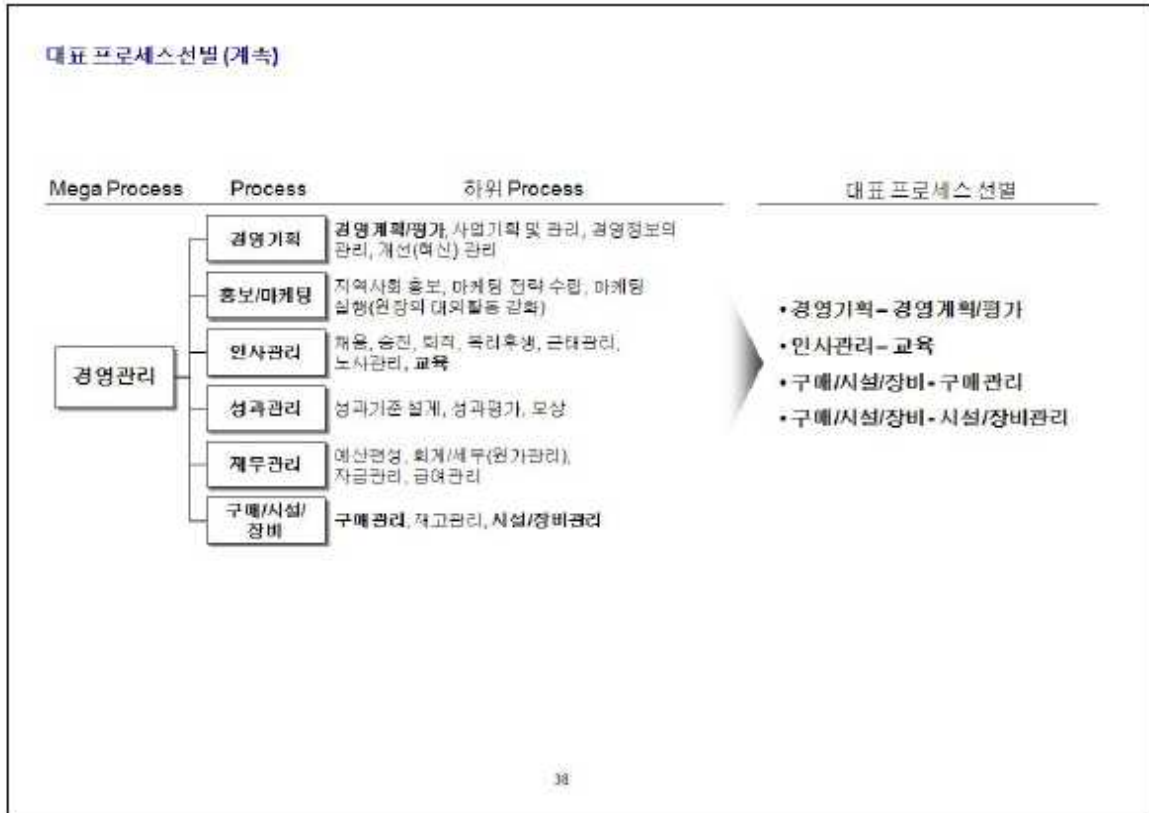 대표 프로세스 선별 (계속)
Mega Process
Process
하위 Process
대표 프로세스 선별
경영관리
경영기획
경영계획/평가, 사업기획 및 관리, 경영정보의
관리, 개선(혁신) 관리
홍보/마케팅
지역사회 홍보, 마케팅 전략 수립, 마케팅
실행(원장의 대외활동 강화)
인사관리
채용, 승진, 퇴직, 복리후생, 근태관리,
노사관리, 교육
성과관리
성과기준 설계, 성과평가, 보상
재무관리
예산편성, 회계/세무(원가관리),
자금관리, 급여관리
구매/시설/
장비
구매관리, 재고관리, 시설/장비관리
•경영기획– 경영계획/평가
•인사관리– 교육
•구매/시설/장비- 구매관리
•구매/시설/장비- 시설/장비관리
38